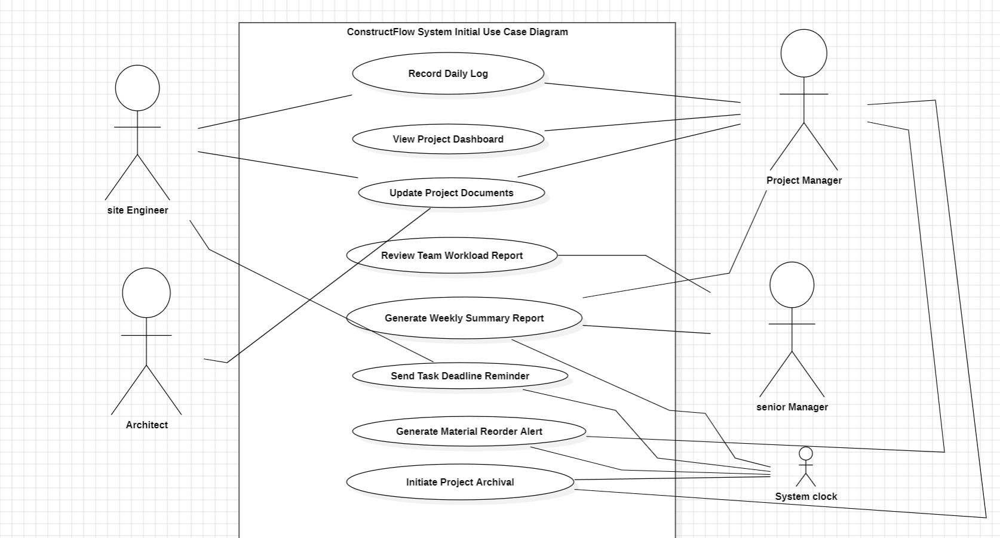 ConstructFlow System Initial Use Case Diagram
Record Daily Log
View Project Dashboard
Update Project Documents
Review Team Workload Report
Generate Weekly Summary Report
Send Task Deadline Reminder
Generate Material Reorder Alert
Initiate Project Archival
site Engineer
Architect
Project Manager
senior Manager
System clock